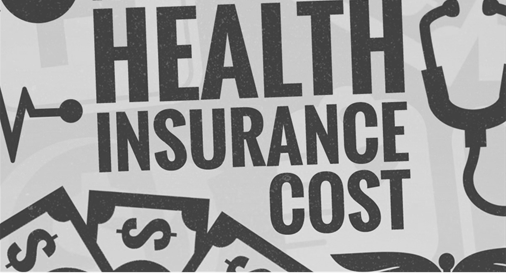 HEALTH
INSURANCE
COST
$
$
$